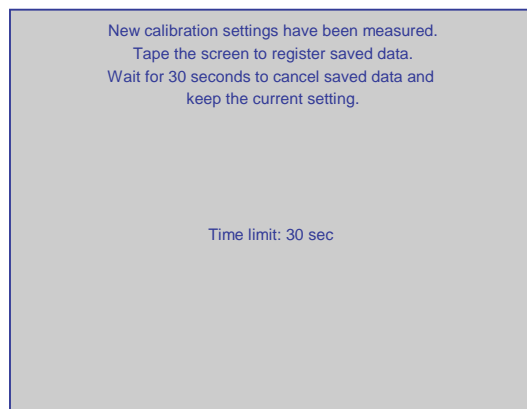 New calibration settings have been measured.
Tape the screen to register saved data.
Wait for 30 seconds to cancel saved data and
keep the current setting.
Time limit: 30 sec